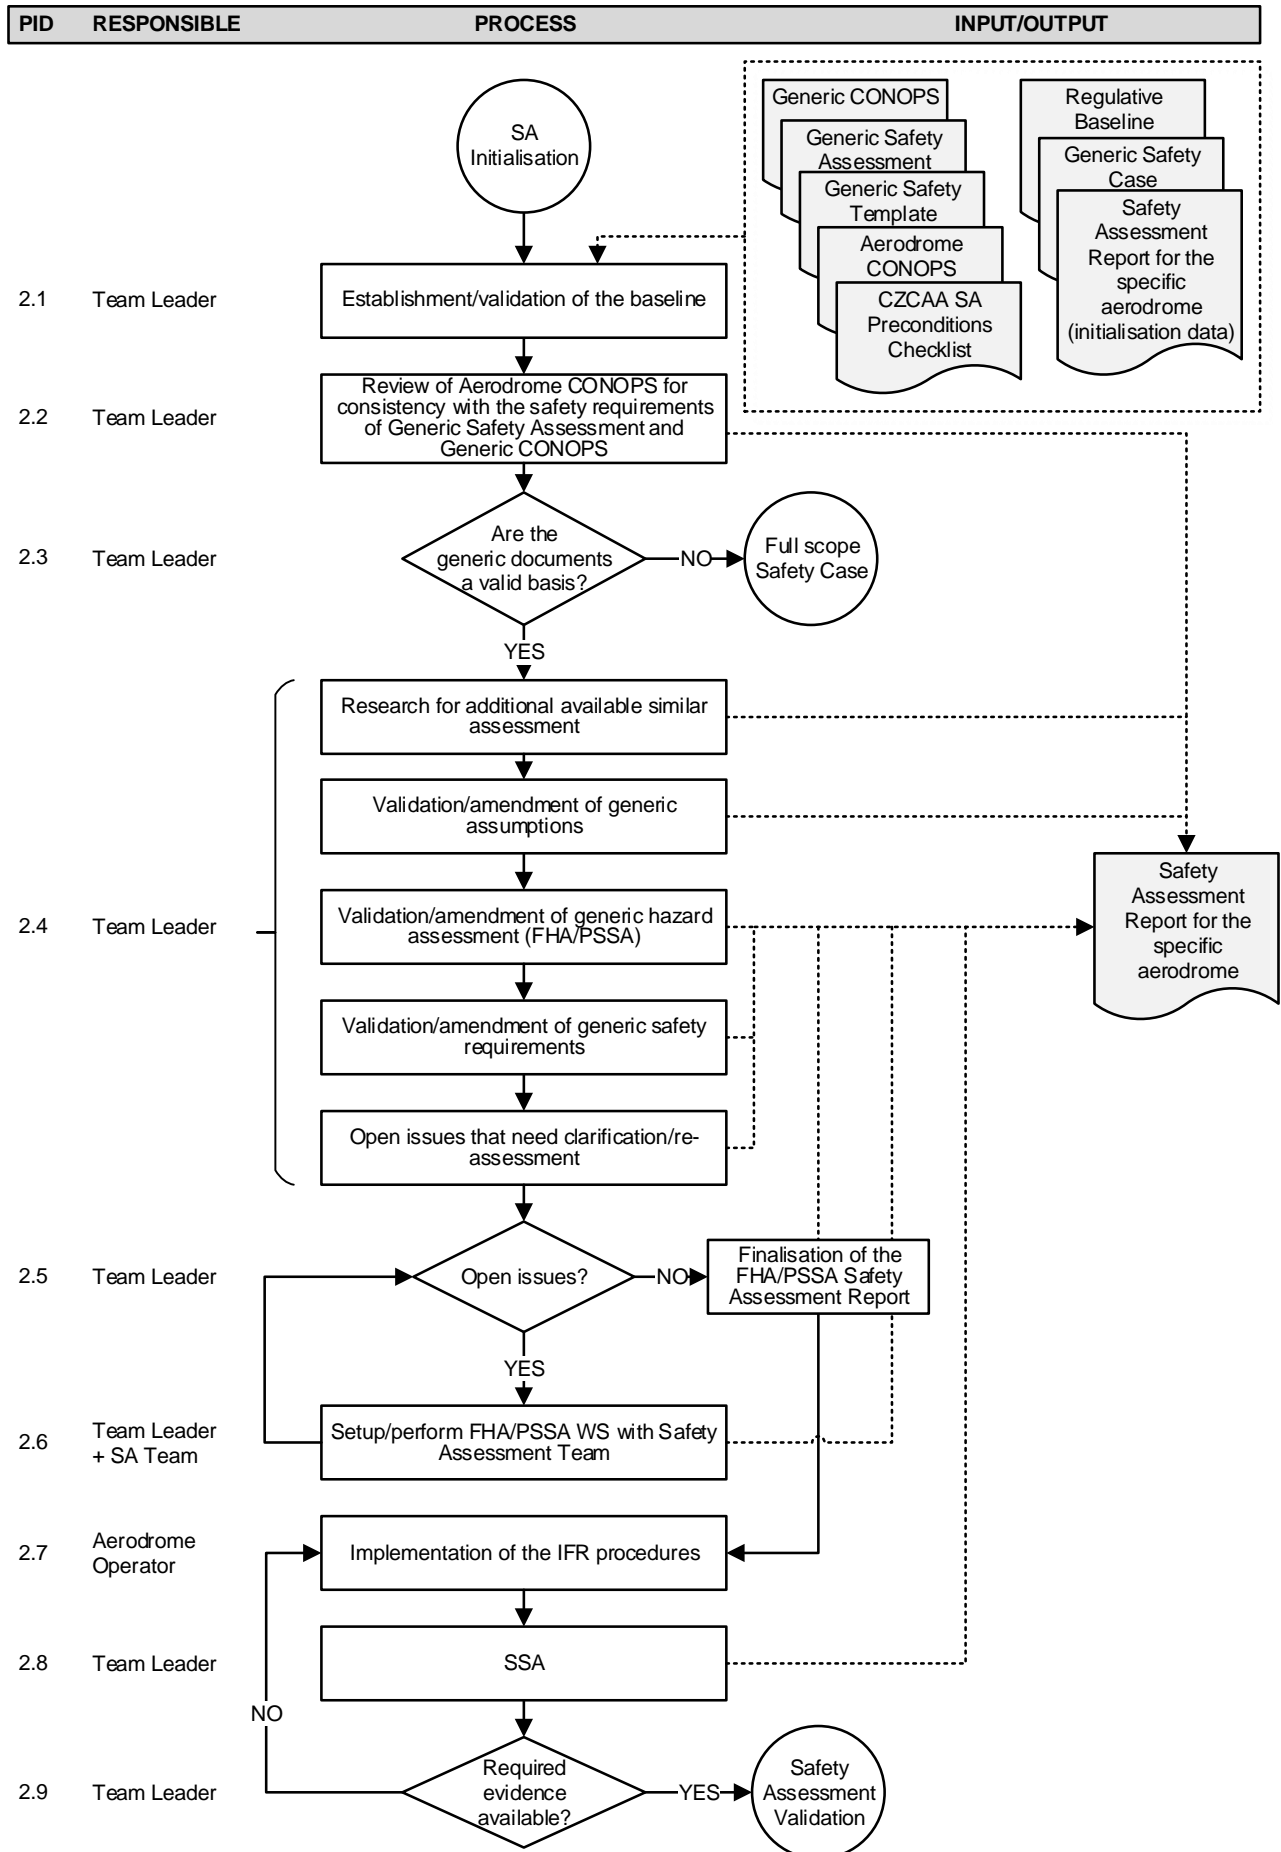 PID RESPONSIBLE PROCESS INPUT/OUTPUT
SA
Initialisation
Generic CONOPS
Generic Safety
Assessment
Generic Safety
Template
Aerodrome
CONOPS
CZCAA SA
Preconditions
Checklist
Regulative
Baseline
Generic Safety
Case
Safety
Assessment
Report for the
specific
aerodrome
(initialisation data)
2.1 Team Leader Establishment/validation of the baseline
2.2 Team Leader
Review of Aerodrome CONOPS for
consistency with the safety requirements
of Generic Safety Assessment and
Generic CONOPS
2.3 Team Leader
Are the
generic documents
a valid basis?
NO
Full scope
Safety Case
YES
2.4 Team Leader
Research for additional available similar
assessment
Validation/amendment of generic
assumptions
Validation/amendment of generic hazard
assessment (FHA/PSSA)
Validation/amendment of generic safety
requirements
Open issues that need clarification/re-
assessment
Safety
Assessment
Report for the
specific
aerodrome
2.5 Team Leader
Open issues?
NO
Finalisation of the
FHA/PSSA Safety
Assessment Report
YES
2.6 Team Leader
+ SA Team
Setup/perform FHA/PSSA WS with Safety
Assessment Team
2.7 Aerodrome
Operator
Implementation of the IFR procedures
2.8 Team Leader SSA
NO
2.9 Team Leader
Required
evidence
available?
YES
Safety
Assessment
Validation